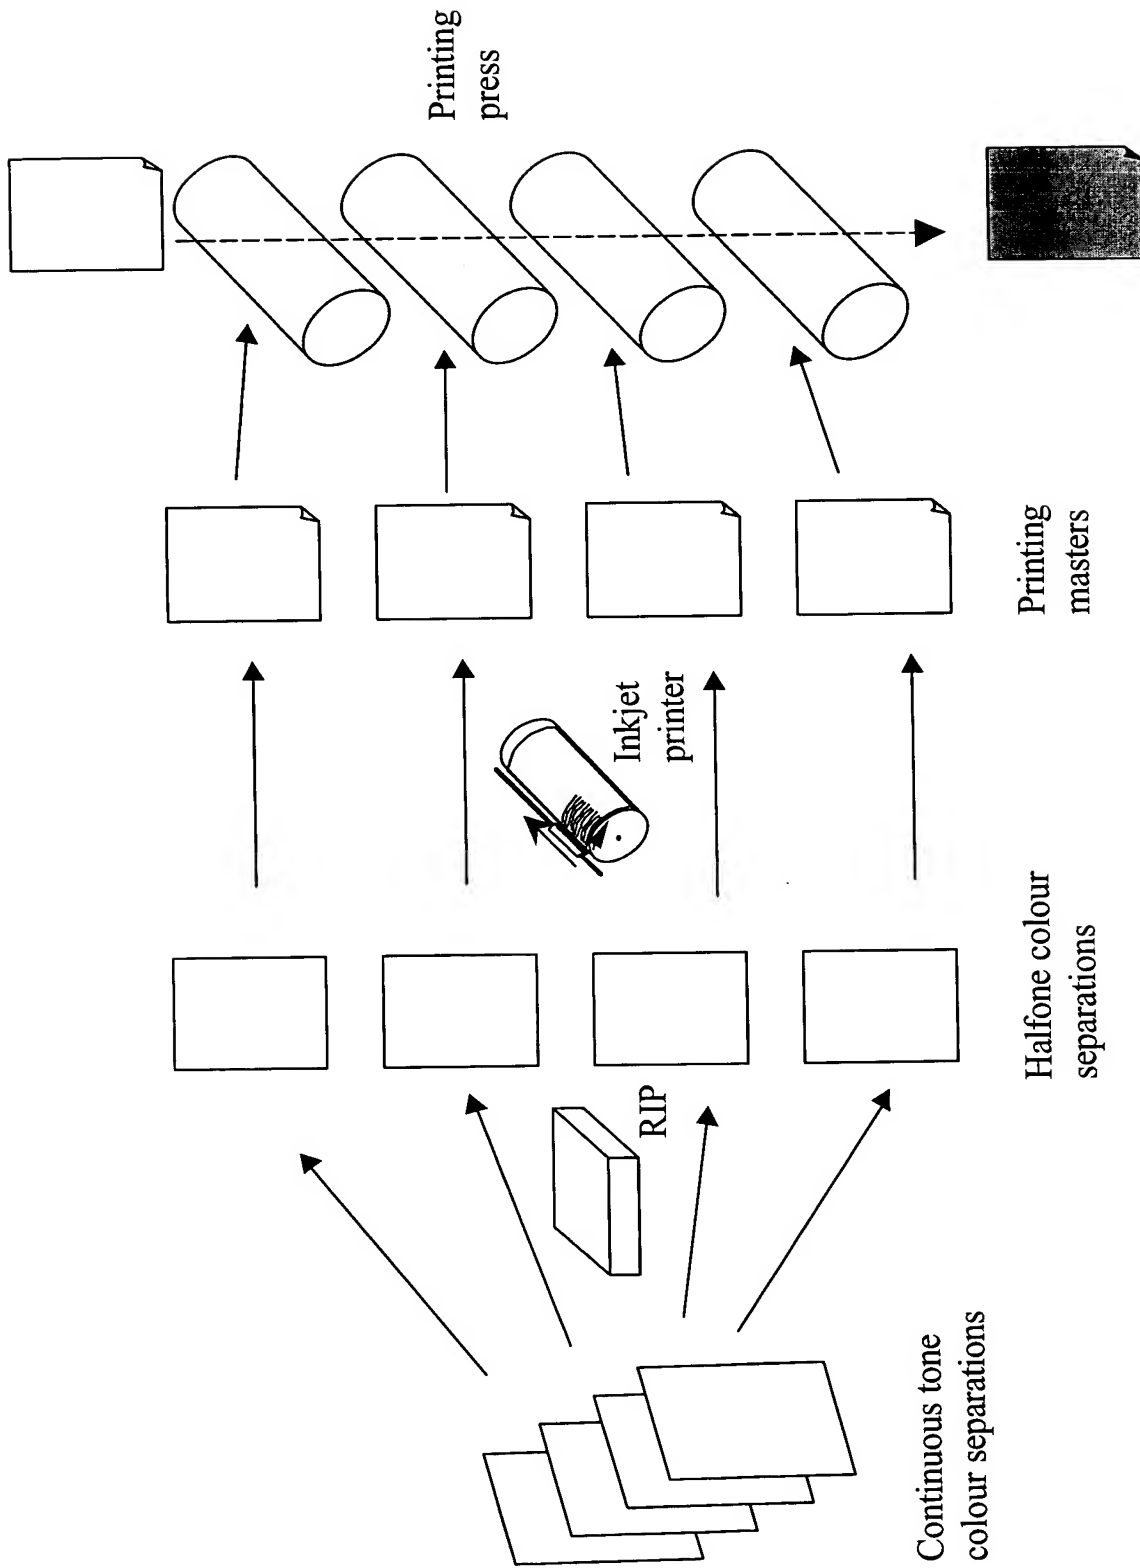 Continuous tone
colour separations
RIP
Halfone colour
separations
Inkjet
printer
Printing
masters
Printing
press